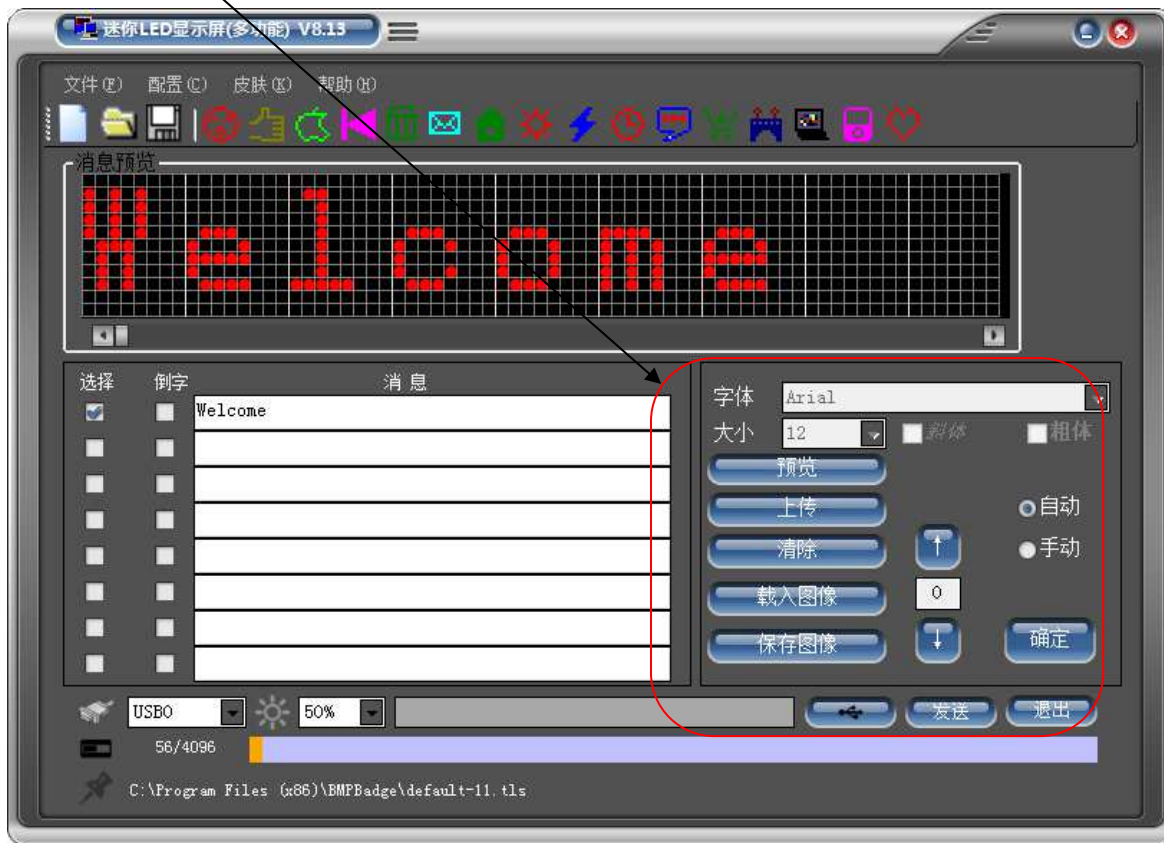 迷你LED显示屏(多功能) V8.13
文件(F) 配置(C) 皮肤(K) 帮助(H)
消息预览
Welcome
选择 倒字 消 息
Welcome
字体 Arial
大小 12 斜体 粗体
预览
上传 自动
清除 ↑ 手动
载入图像 0
保存图像 ↓ 确定
USB0 50% 发送 退出
56/4096
C:\Program Files (x86)\BMPBadge\default-11.tls